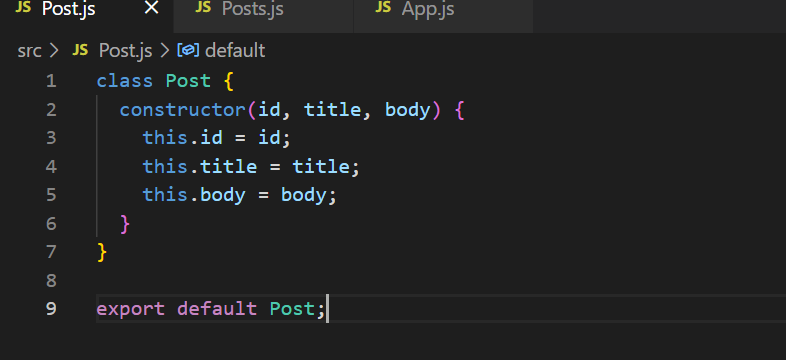 JS Post.js × JS Posts.js JS App.js
src > JS Post.js > default
1 class Post {
2 constructor(id, title, body) {
3 this.id = id;
4 this.title = title;
5 this.body = body;
6 }
7 }
8
9 export default Post;